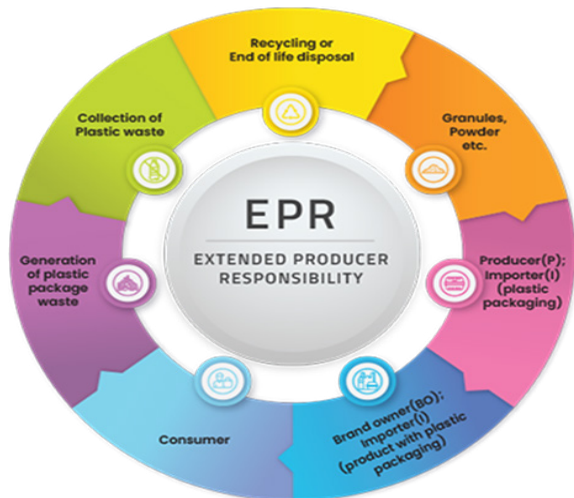 Recycling or
End of life disposal
Granules,
Powder
etc.
Producer(P);
Importer(I)
(plastic
packaging)
Brand owner(BO);
Importer(I)
(product with plastic
packaging)
Consumer
Generation
of plastic
package
waste
Collection of
Plastic waste
EPR
EXTENDED PRODUCER
RESPONSIBILITY